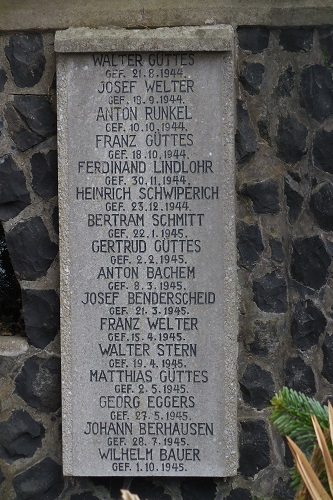 WALTER GÜTTES
GEF. 21. 8. 1944.
JOSEF WELTER
GEF. 18. 9. 1944.
ANTON RUNKEL
GEF. 10. 10. 1944.
FRANZ GÜTTES
GEF. 18. 10. 1944.
FERDINAND LINDLOHR
GEF. 30. 11. 1944.
HEINRICH SCHWIPERICH
GEF. 23. 12. 1944.
BERTRAM SCHMITT
GEF. 22. 1. 1945.
GERTRUD GÜTTES
GEF. 2. 2. 1945.
ANTON BACHEM
GEF. 8. 3. 1945.
JOSEF BENDERSCHEID
GEF. 21. 3. 1945.
FRANZ WELTER
GEF. 15. 4. 1945.
WALTER STERN
GEF. 19. 4. 1945.
MATTHÄUS GÜTTES
GEF. 2. 5. 1945.
GEORG EGGERS
GEF. 27. 5. 1945.
JOHANN BERHAUSEN
GEF. 28. 7. 1945.
WILHELM BAUER
GEF. 1. 10. 1945.